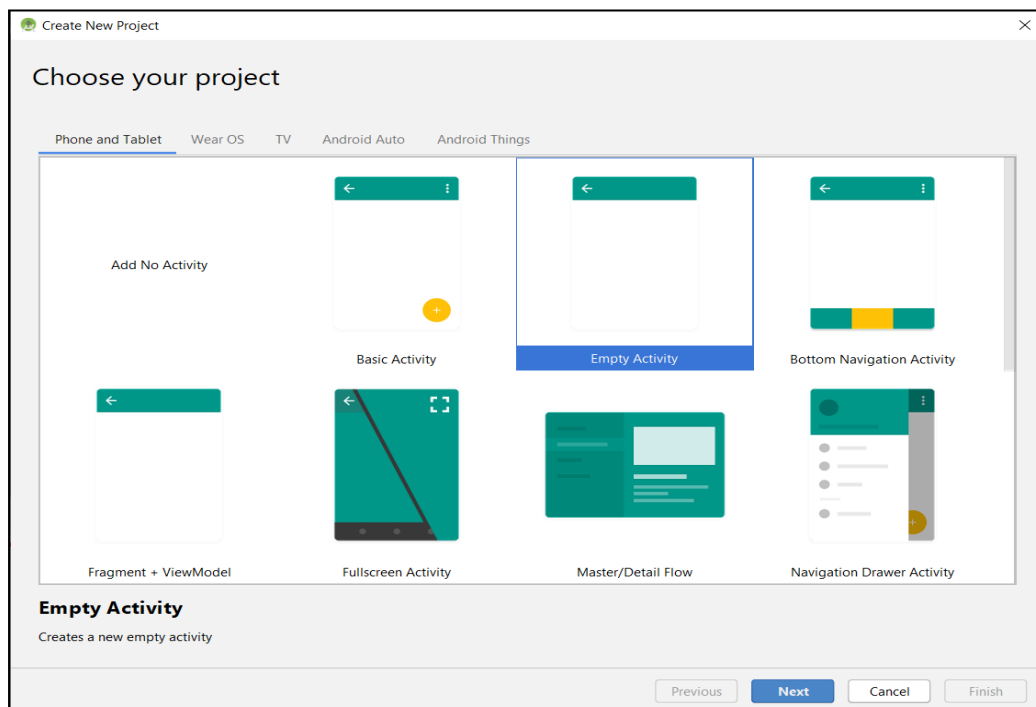 Create New Project
Choose your project
Phone and Tablet Wear OS TV Android Auto Android Things
Add No Activity
Basic Activity Empty Activity Bottom Navigation Activity
Fragment + ViewModel Fullscreen Activity Master/Detail Flow Navigation Drawer Activity
Empty Activity
Creates a new empty activity
Previous Next Cancel Finish